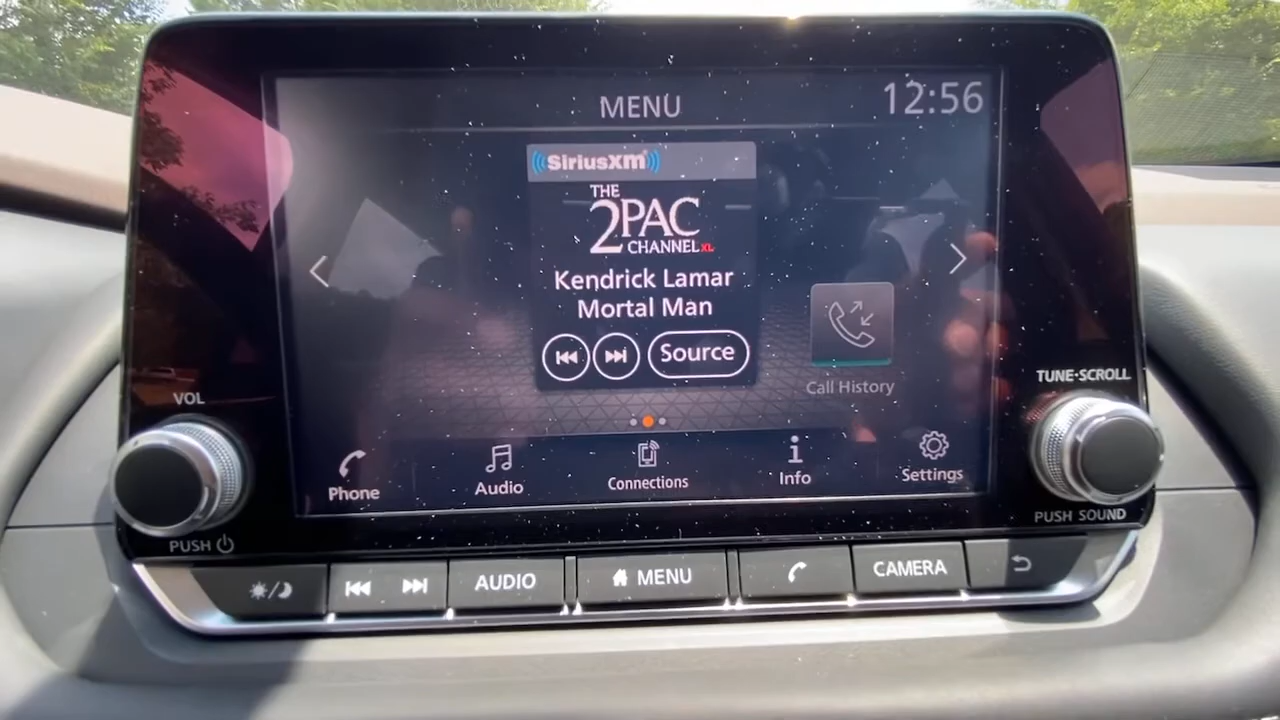 MENU
12:56
SiriusXM
THE
2PAC
CHANNEL XL
Kendrick Lamar
Mortal Man
Source
Call History
Phone
Audio
Connections
Info
Settings
VOL
PUSH
TUNE·SCROLL
PUSH SOUND
AUDIO
MENU
CAMERA